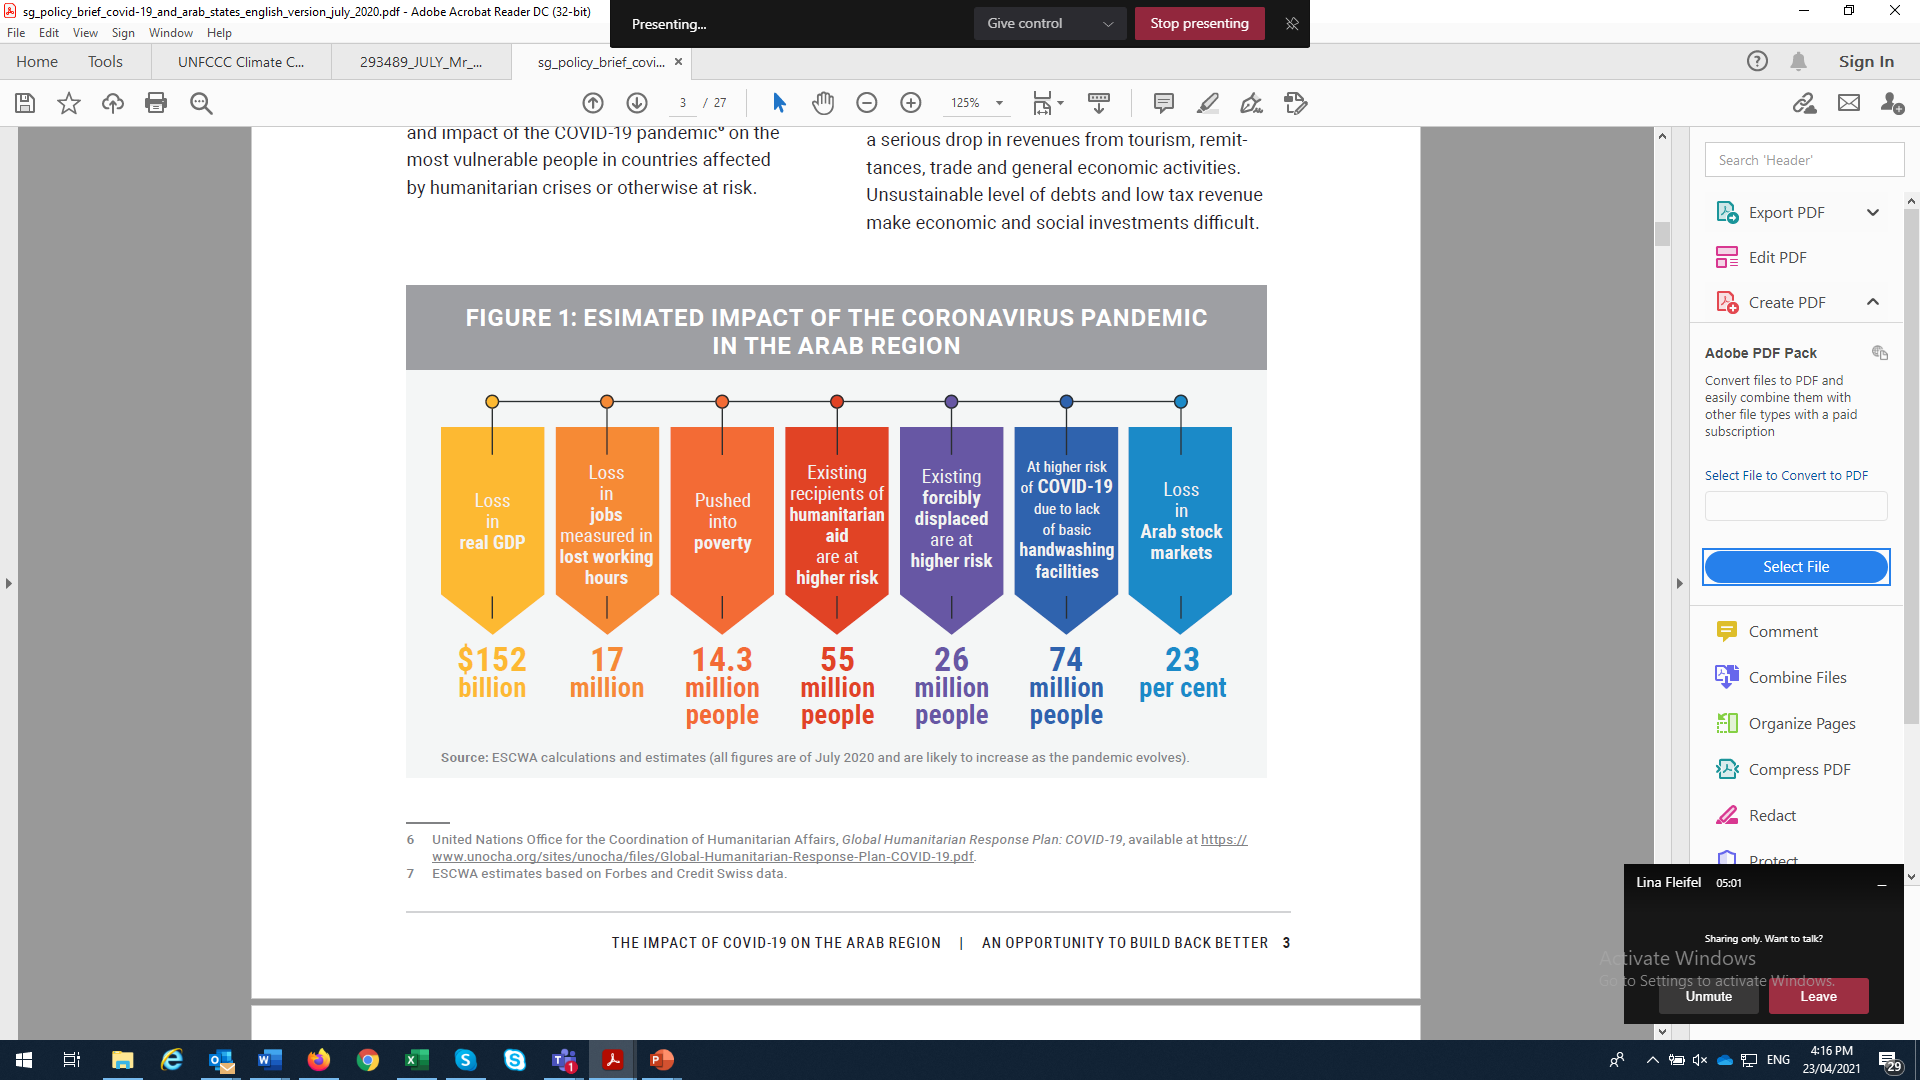 sg_policy_brief_covid-19_and_arab_states_english_version_july_2020.pdf - Adobe Acrobat Reader DC (32-bit)
File Edit View Sign Window Help
Presenting...
Give control
Stop presenting
Home Tools
UNFCCC Climate C...
293489_JULY_Mr_...
sg_policy_brief_covi...
Sign In
3 / 27
125%
and impact of the COVID-19 pandemic⁶ on the
most vulnerable people in countries affected
by humanitarian crises or otherwise at risk.
a serious drop in revenues from tourism, remit-
tances, trade and general economic activities.
Unsustainable level of debts and low tax revenue
make economic and social investments difficult.
FIGURE 1: ESIMATED IMPACT OF THE CORONAVIRUS PANDEMIC
IN THE ARAB REGION
Loss
in
real GDP
$152
billion
Loss
in
jobs
measured in
lost working
hours
17
million
Pushed
into
poverty
14.3
million
people
Existing
recipients of
humanitarian
aid
are at
higher risk
55
million
people
Existing
forcibly
displaced
are at
higher risk
26
million
people
At higher risk
of COVID-19
due to lack
of basic
handwashing
facilities
74
million
people
Loss
in
Arab stock
markets
23
per cent
Source: ESCWA calculations and estimates (all figures are of July 2020 and are likely to increase as the pandemic evolves).
6 United Nations Office for the Coordination of Humanitarian Affairs, Global Humanitarian Response Plan: COVID-19, available at https://
www.unocha.org/sites/unocha/files/Global-Humanitarian-Response-Plan-COVID-19.pdf.
7 ESCWA estimates based on Forbes and Credit Swiss data.
THE IMPACT OF COVID-19 ON THE ARAB REGION | AN OPPORTUNITY TO BUILD BACK BETTER 3
Search 'Header'
Export PDF
Edit PDF
Create PDF
Adobe PDF Pack
Convert files to PDF and
easily combine them with
other file types with a paid
subscription
Select File to Convert to PDF
Select File
Comment
Combine Files
Organize Pages
Compress PDF
Redact
Protect
Lina Fleifel 05:01
Sharing only. Want to talk?
Activate Windows
Go to Settings to activate Windows.
Unmute
Leave
1
ENG
4:16 PM
23/04/2021
29